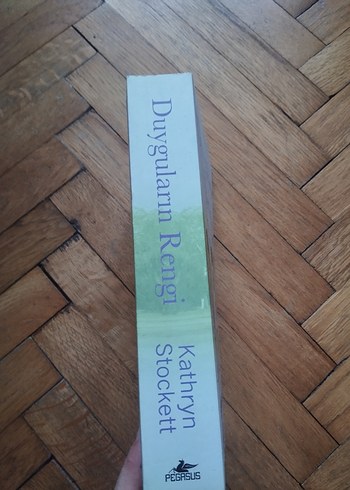 Duyguların Rengi
Kathryn
Stockett
PEGASUS